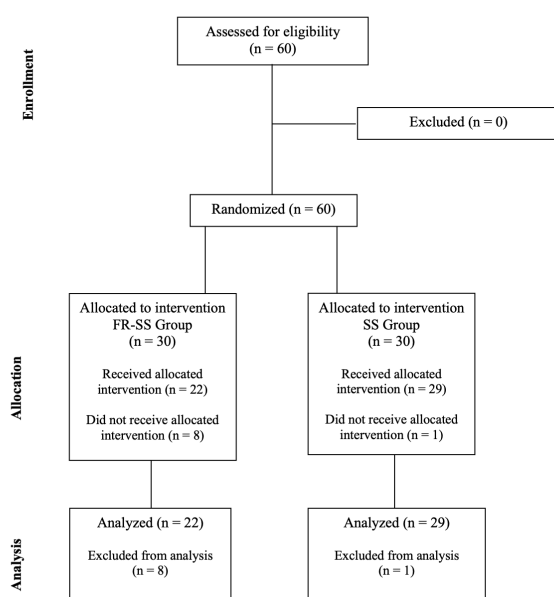 Enrollment
Assessed for eligibility
(n = 60)
Excluded (n = 0)
Randomized (n = 60)
Allocation
Allocated to intervention
FR-SS Group
(n = 30)
Received allocated
intervention (n = 22)
Did not receive allocated
intervention (n = 8)
Allocated to intervention
SS Group
(n = 30)
Received allocated
intervention (n = 29)
Did not receive allocated
intervention (n = 1)
Analysis
Analyzed (n = 22)
Excluded from analysis
(n = 8)
Analyzed (n = 29)
Excluded from analysis
(n = 1)